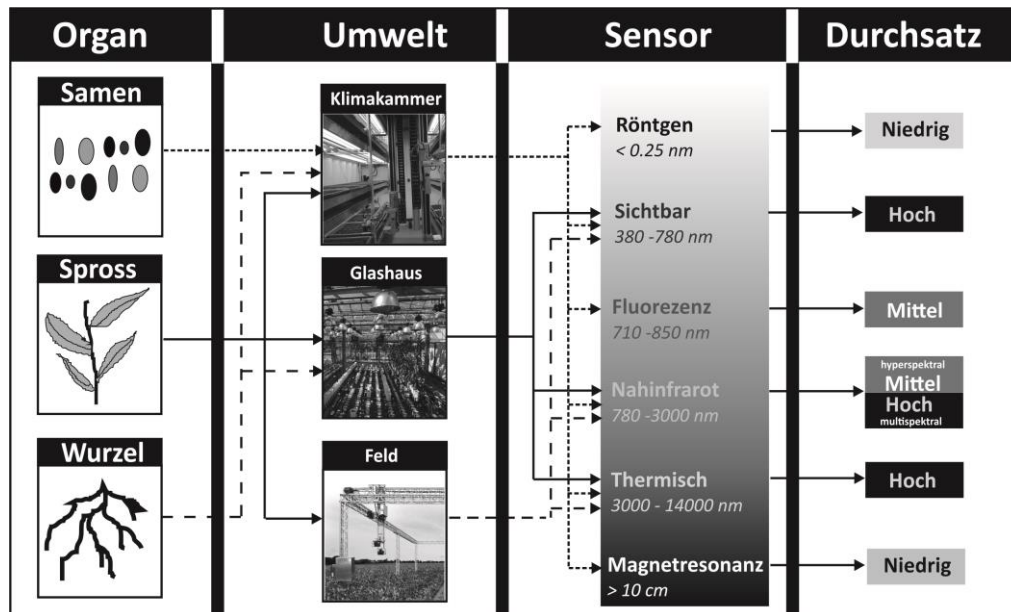 Organ
Umwelt
Sensor
Durchsatz
Samen
Spross
Wurzel
Klimakammer
Glashaus
Feld
Röntgen
< 0.25 nm
Sichtbar
380 -780 nm
Fluorezenz
710 -850 nm
Nahinfrarot
780 -3000 nm
Thermisch
3000 - 14000 nm
Magnetresonanz
> 10 cm
Niedrig
Hoch
Mittel
hyperspektral
Mittel
Hoch
multispektral
Hoch
Niedrig